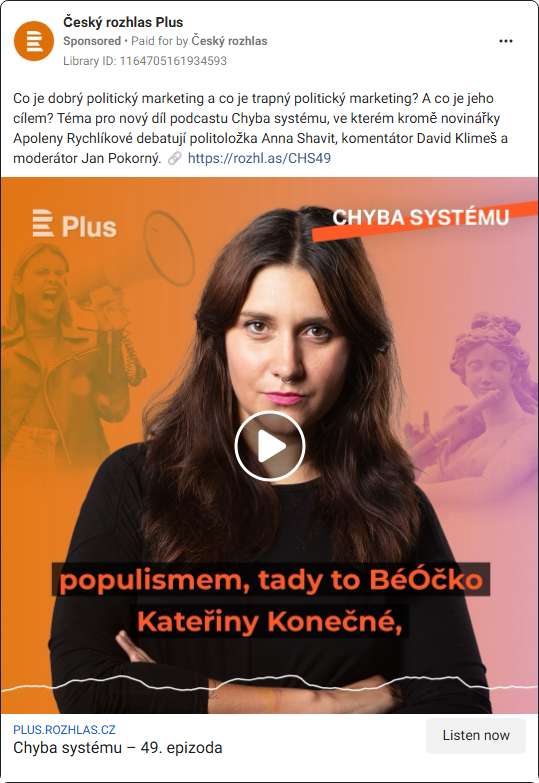 Český rozhlas Plus
Sponsored • Paid for by Český rozhlas
Library ID: 1164705161934593
Co je dobrý politický marketing a co je trapný politický marketing? A co je jeho
cílem? Téma pro nový díl podcastu Chyba systému, ve kterém kromě novinářky
Apoleny Rychlíkové debatují politoložka Anna Shavit, komentátor David Klimeš a
moderátor Jan Pokorný. 🔗 https://rozhl.as/CHS49
Plus
CHYBA SYSTÉMU
populismem, tady to BéÓčko
Kateřiny Konečné,
PLUS.ROZHLAS.CZ
Chyba systému – 49. epizoda
Listen now